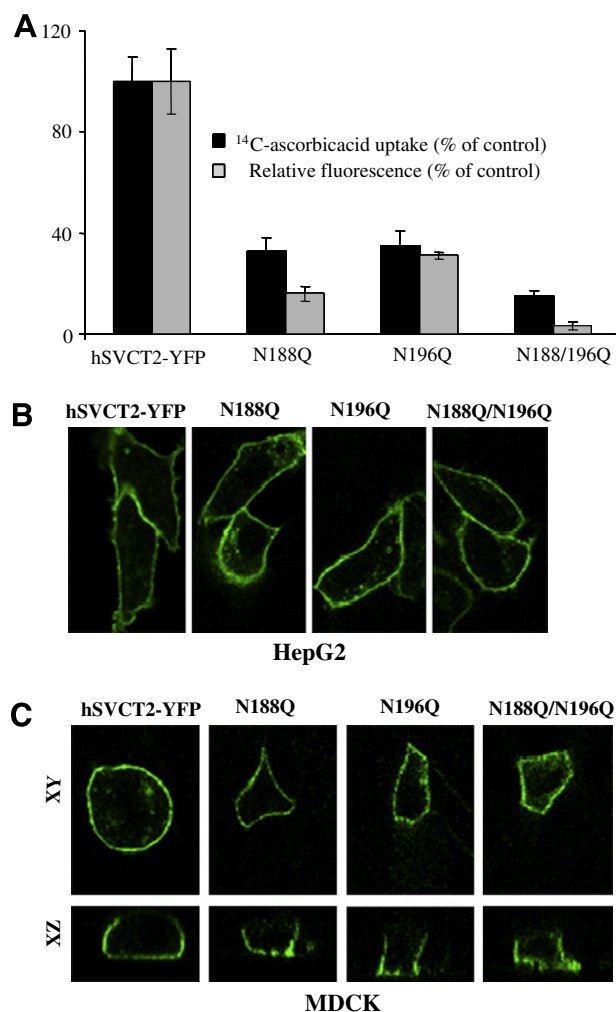 A
120
80
40
0
14C-ascorbicacid uptake (% of control)
Relative fluorescence (% of control)
hSVCT2-YFP N188Q N196Q N188/196Q
B
hSVCT2-YFP N188Q N196Q N188Q/N196Q
HepG2
C
hSVCT2-YFP N188Q N196Q N188Q/N196Q
XY
XZ
MDCK